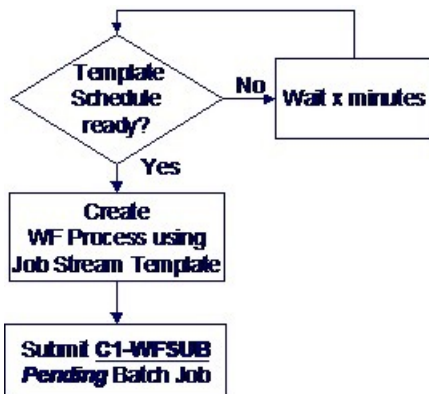 Template
Schedule
ready?
No
Wait x minutes
Yes
Create
WF Process using
Job Stream Template
Submit C1-WFSUB
Pending Batch Job